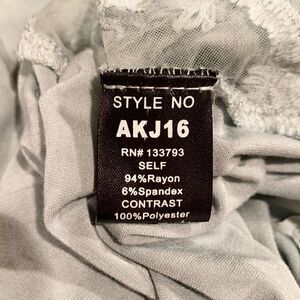 STYLE NO
AKJ16
RN# 133793
SELF
94%Rayon
6%Spandex
CONTRAST
100%Polyester